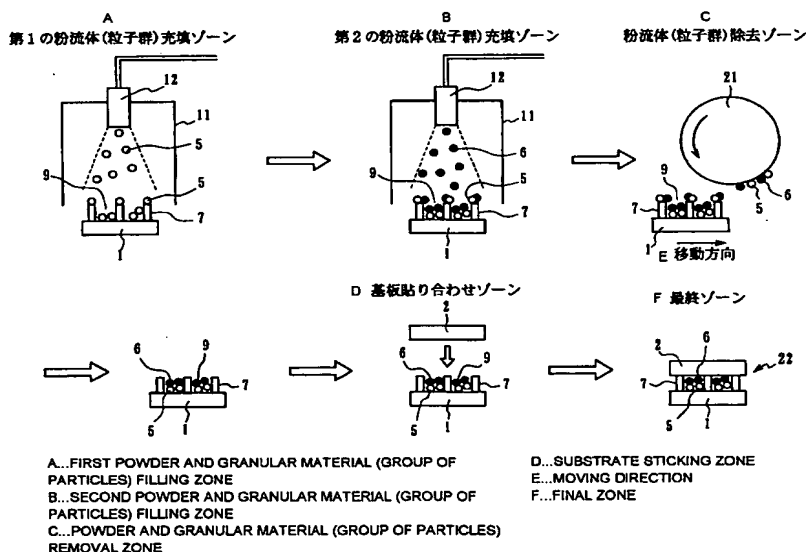 A
第1の粉流体(粒子群)充填ゾーン
12
11
5
5
9
7
1
B
第2の粉流体(粒子群)充填ゾーン
12
11
6
5
9
7
1
C
粉流体(粒子群)除去ゾーン
21
9
7
6
5
1
E 移動方向
6
9
7
5
1
D 基板貼り合わせゾーン
2
6
9
7
5
1
F 最終ゾーン
6
2
22
7
5
1
A...FIRST POWDER AND GRANULAR MATERIAL (GROUP OF
PARTICLES) FILLING ZONE
B...SECOND POWDER AND GRANULAR MATERIAL (GROUP OF
PARTICLES) FILLING ZONE
C...POWDER AND GRANULAR MATERIAL (GROUP OF PARTICLES)
REMOVAL ZONE
D...SUBSTRATE STICKING ZONE
E...MOVING DIRECTION
F...FINAL ZONE